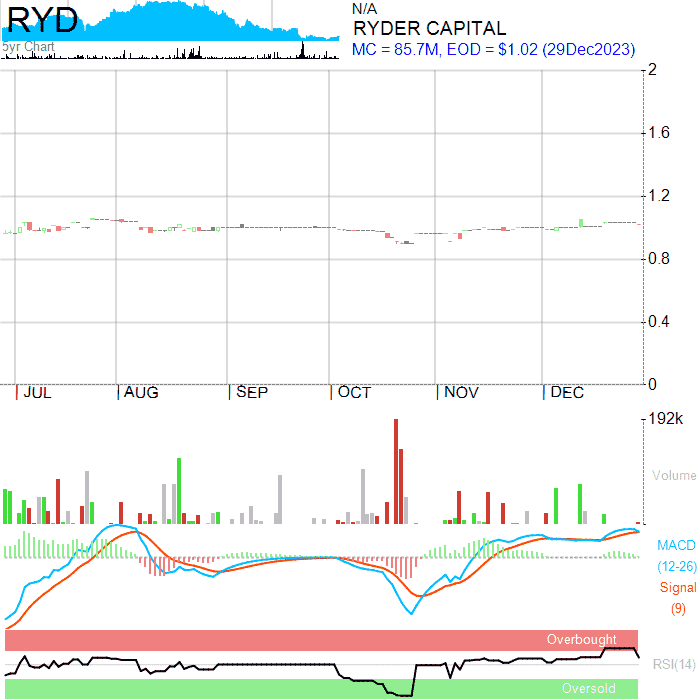 RYD
5yr Chart
N/A
RYDER CAPITAL
MC = 85.7M, EOD = $1.02 (29Dec2023)
2
1.6
1.2
0.8
0.4
0
JUL AUG SEP OCT NOV DEC
192k
Volume
MACD
(12-26)
Signal
(9)
Overbought
RSI(14)
Oversold